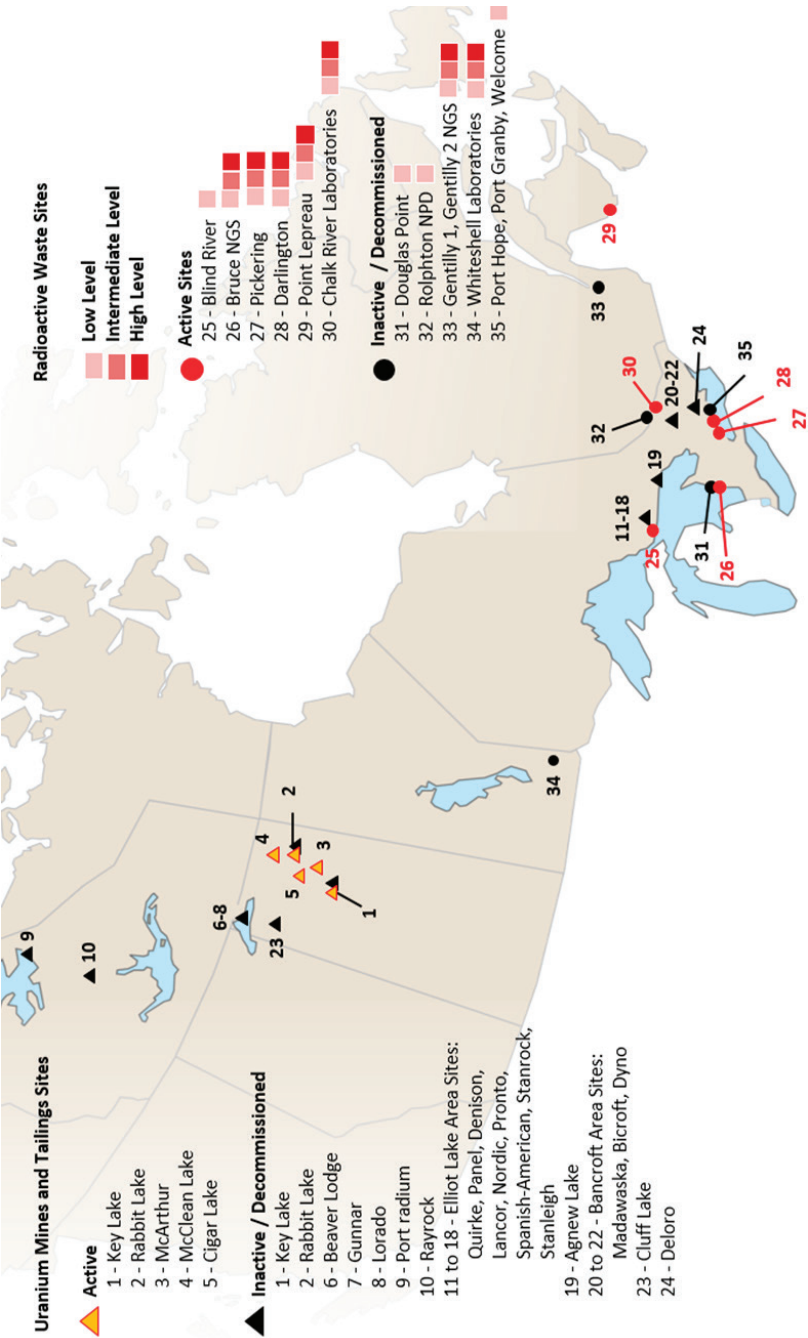 Uranium Mines and Tailings Sites
Active
1 - Key Lake
2 - Rabbit Lake
3 - McArthur
4 - McClean Lake
5 - Cigar Lake
Inactive / Decommissioned
1 - Key Lake
2 - Rabbit Lake
6 - Beaver Lodge
7 - Gunnar
8 - Lorado
9 - Port radium
10 - Rayrock
11 to 18 - Elliot Lake Area Sites:
Quirke, Panel, Denison,
Lancor, Nordic, Pronto,
Spanish-American, Stanrock,
Stanleigh
19 - Agnew Lake
20 to 22 - Bancroft Area Sites:
Madawaska, Bicroft, Dyno
23 - Cluff Lake
24 - Deloro
9
10
6-8
23
4
2
5
3
1
34
11-18
25
19
32
30
20-22
24
31
26
35
28
27
33
29
Radioactive Waste Sites
Low Level
Intermediate Level
High Level
Active Sites
25 - Blind River
26 - Bruce NGS
27 - Pickering
28 - Darlington
29 - Point Lepreau
30 - Chalk River Laboratories
Inactive / Decommissioned
31 - Douglas Point
32 - Rolphton NPD
33 - Gentilly 1, Gentilly 2 NGS
34 - Whiteshell Laboratories
35 - Port Hope, Port Granby, Welcome